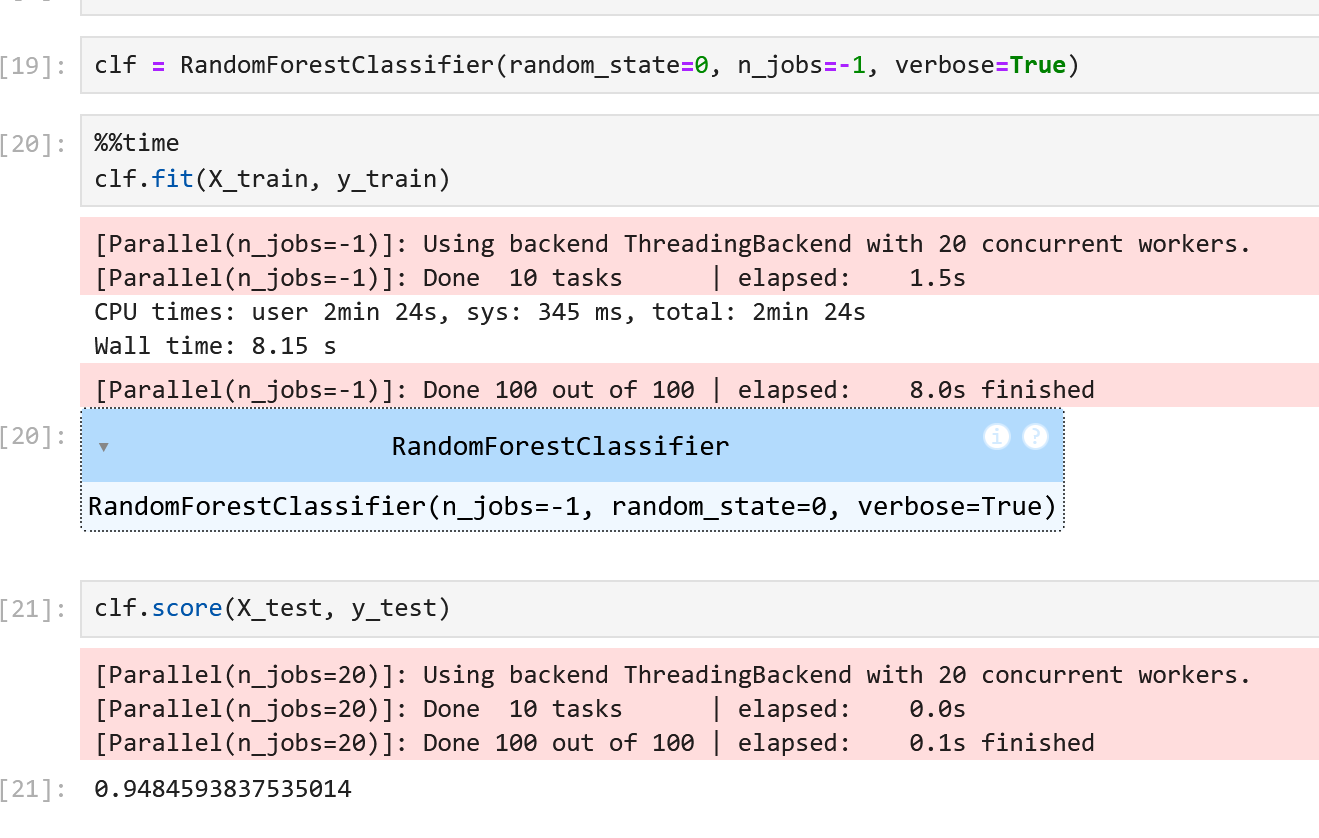 [19]: clf = RandomForestClassifier(random_state=0, n_jobs=-1, verbose=True)
[20]: %%time
clf.fit(X_train, y_train)
[Parallel(n_jobs=-1)]: Using backend ThreadingBackend with 20 concurrent workers.
[Parallel(n_jobs=-1)]: Done  10 tasks      | elapsed:    1.5s
CPU times: user 2min 24s, sys: 345 ms, total: 2min 24s
Wall time: 8.15 s
[Parallel(n_jobs=-1)]: Done 100 out of 100 | elapsed:    8.0s finished
[20]: ▾ RandomForestClassifier i ?
RandomForestClassifier(n_jobs=-1, random_state=0, verbose=True)
[21]: clf.score(X_test, y_test)
[Parallel(n_jobs=20)]: Using backend ThreadingBackend with 20 concurrent workers.
[Parallel(n_jobs=20)]: Done  10 tasks      | elapsed:    0.0s
[Parallel(n_jobs=20)]: Done 100 out of 100 | elapsed:    0.1s finished
[21]: 0.9484593837535014